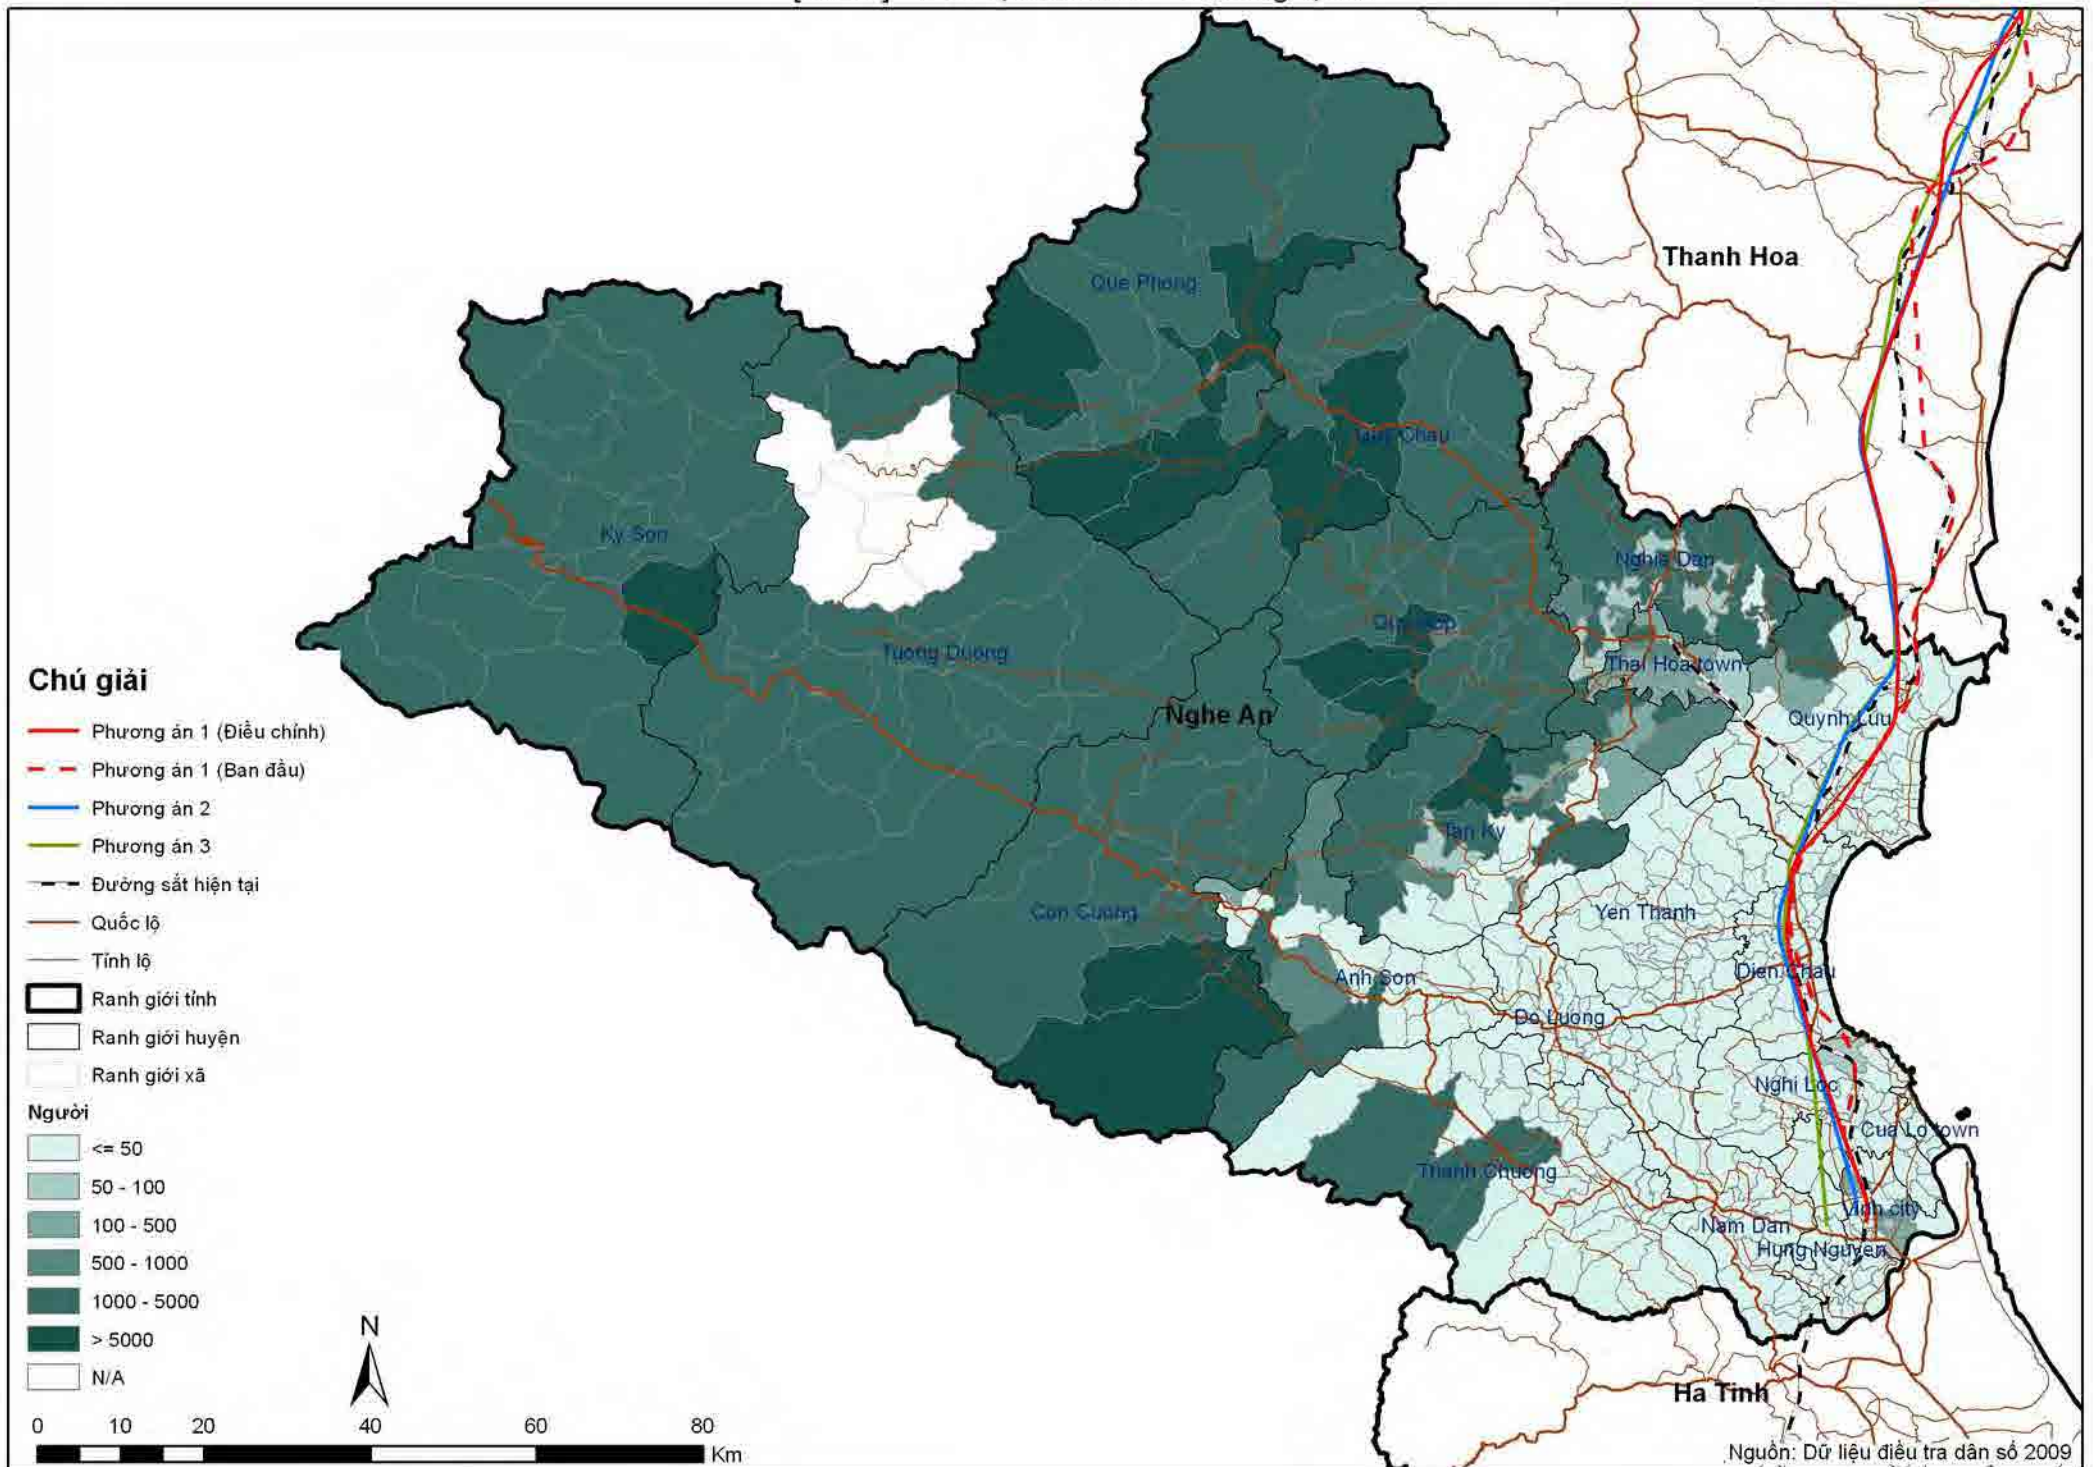 Thanh Hoa
Que Phong
Quy Chau
Ky Son
Nghia Dan
Quy Hop
Tuong Duong
Thai Hoa town
Nghe An
Quynh Luu
Tan Ky
Con Cuong
Yen Thanh
Dien Chau
Anh Son
Do Luong
Nghi Loc
Cua Lo town
Thanh Chuong
Vinh city
Nam Dan
Hung Nguyen
Ha Tinh
Chú giải
Phương án 1 (Điều chỉnh)
Phương án 1 (Ban đầu)
Phương án 2
Phương án 3
Đường sắt hiện tại
Quốc lộ
Tỉnh lộ
Ranh giới tỉnh
Ranh giới huyện
Ranh giới xã
Người
<= 50
50 - 100
100 - 500
500 - 1000
1000 - 5000
> 5000
N/A
N
0 10 20 40 60 80
Km
Nguồn: Dữ liệu điều tra dân số 2009